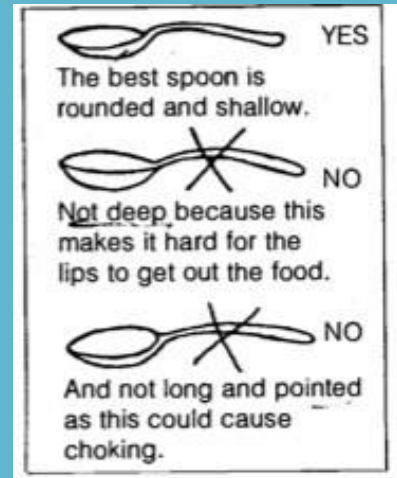 YES
The best spoon is
rounded and shallow.
NO
Not deep because this
makes it hard for the
lips to get out the food.
NO
And not long and pointed
as this could cause
choking.